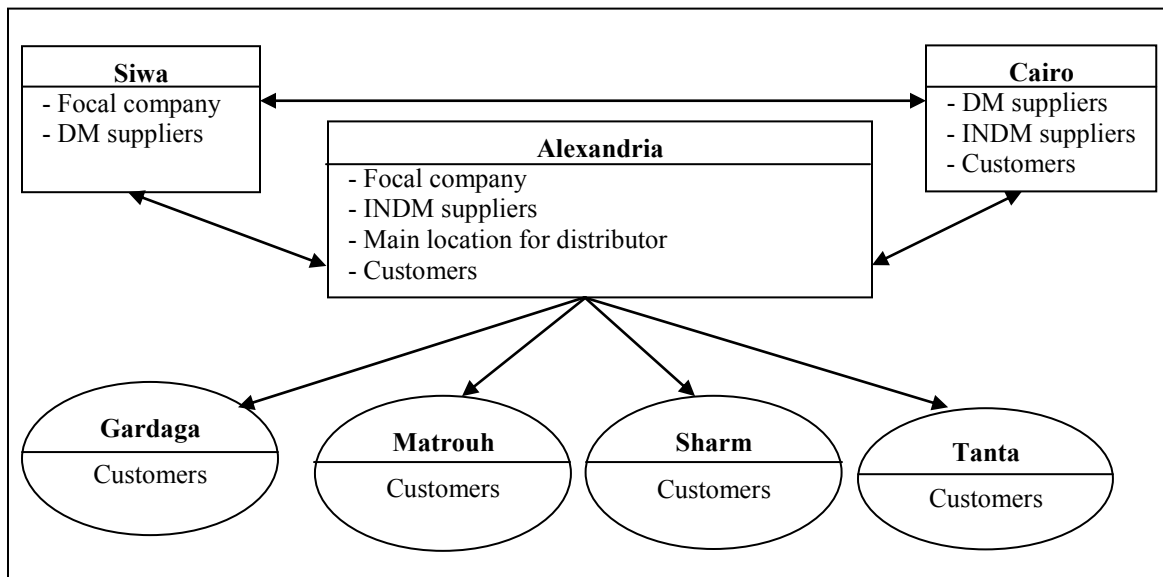 Siwa
- Focal company
- DM suppliers
Cairo
- DM suppliers
- INDM suppliers
- Customers
Alexandria
- Focal company
- INDM suppliers
- Main location for distributor
- Customers
Gardaga
Customers
Matrouh
Customers
Sharm
Customers
Tanta
Customers